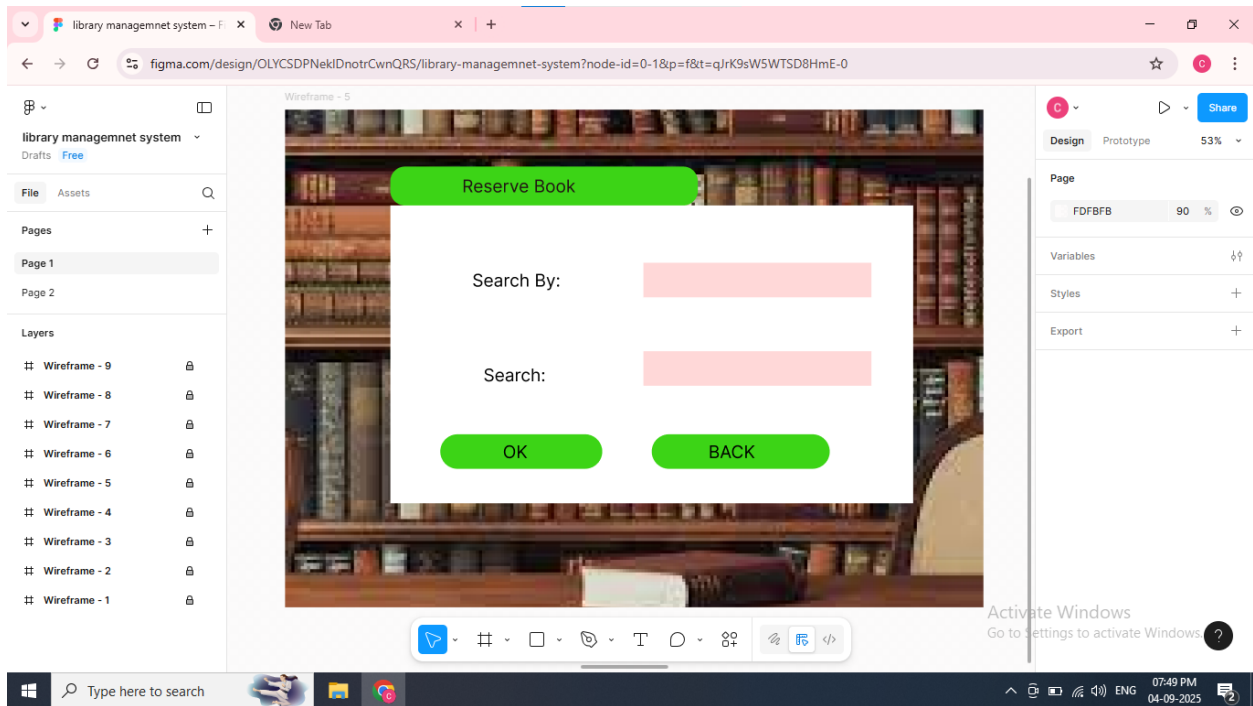 library managemnet system – Fi
New Tab
figma.com/design/OLYCSDPNekIDnotrCwnQRS/library-managemnet-system?node-id=0-1&p=f&t=qJrK9sW5WTSD8HmE-0
C
library managemnet system
Drafts Free
File Assets
Pages
Page 1
Page 2
Layers
Wireframe - 9
Wireframe - 8
Wireframe - 7
Wireframe - 6
Wireframe - 5
Wireframe - 4
Wireframe - 3
Wireframe - 2
Wireframe - 1
Wireframe - 5
Reserve Book
Search By:
Search:
OK BACK
C
Share
Design Prototype 53%
Page
FDFBFB 90 %
Variables
Styles
Export
Activate Windows
Go to Settings to activate Windows.
?
Type here to search
ENG
07:49 PM
04-09-2025
2